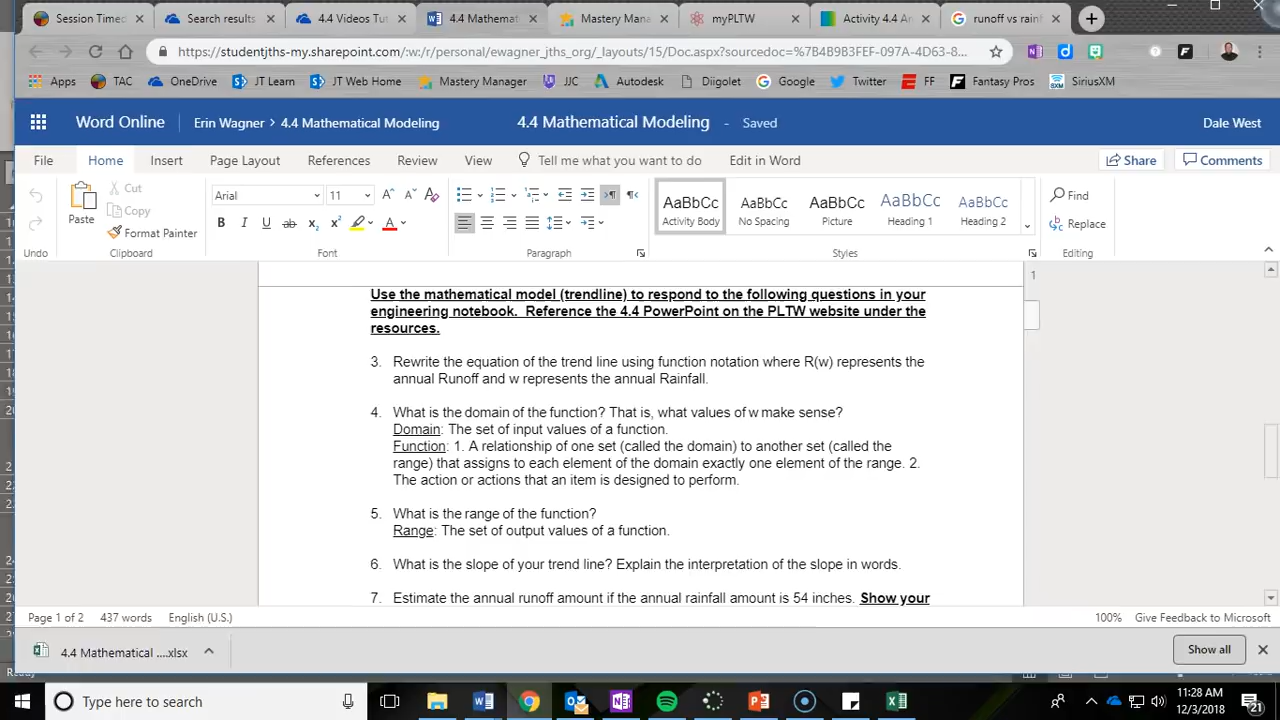 Session Timed
Search results
4.4 Videos Tut
4.4 Mathemat
Mastery Mana
myPLTW
Activity 4.4 An
runoff vs rain
https://studentjths-my.sharepoint.com/:w:/r/personal/ewagner_jths_org/_layouts/15/Doc.aspx?sourcedoc=%7B4B9B3FEF-097A-4D63-8...
Apps TAC OneDrive JT Learn JT Web Home Mastery Manager JJC Autodesk Diigolet Google Twitter FF Fantasy Pros SiriusXM
Word Online Erin Wagner > 4.4 Mathematical Modeling 4.4 Mathematical Modeling - Saved Dale West
File Home Insert Page Layout References Review View Tell me what you want to do Edit in Word Share Comments
Paste
Cut
Copy
Format Painter
Arial 11
AaBbCc AaBbCc AaBbCc AaBbCc AaBbCc
Activity Body No Spacing Picture Heading 1 Heading 2
Find
Replace
Undo Clipboard Font Paragraph Styles Editing
1
Use the mathematical model (trendline) to respond to the following questions in your
engineering notebook. Reference the 4.4 PowerPoint on the PLTW website under the
resources.
3. Rewrite the equation of the trend line using function notation where R(w) represents the
annual Runoff and w represents the annual Rainfall.
4. What is the domain of the function? That is, what values of w make sense?
Domain: The set of input values of a function.
Function: 1. A relationship of one set (called the domain) to another set (called the
range) that assigns to each element of the domain exactly one element of the range. 2.
The action or actions that an item is designed to perform.
5. What is the range of the function?
Range: The set of output values of a function.
6. What is the slope of your trend line? Explain the interpretation of the slope in words.
7. Estimate the annual runoff amount if the annual rainfall amount is 54 inches. Show your
Page 1 of 2 437 words English (U.S.) 100% Give Feedback to Microsoft
4.4 Mathematical ....xlsx Show all
Ready
Type here to search
11:28 AM
12/3/2018
21